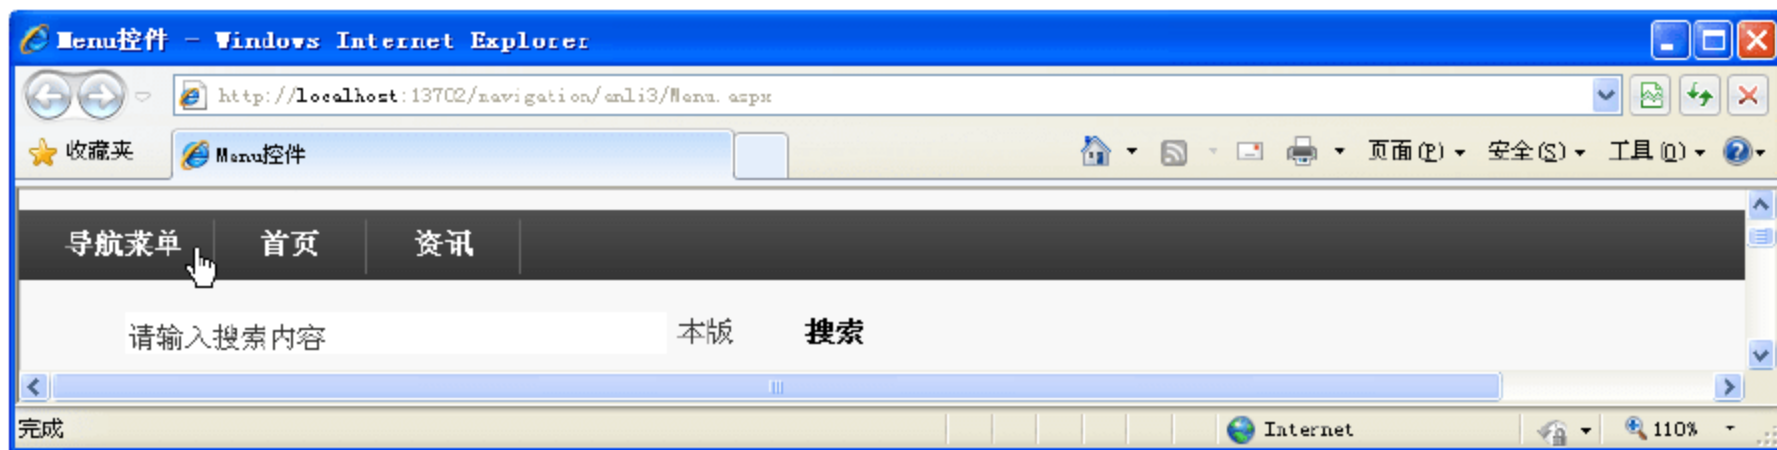 Menu控件 - Windows Internet Explorer
http://localhost:13702/navigation/anli3/Menu.aspx
收藏夹 Menu控件 页面(P) 安全(S) 工具(O)
导航菜单 首页 资讯
请输入搜索内容 本版 搜索
完成 Internet 110%